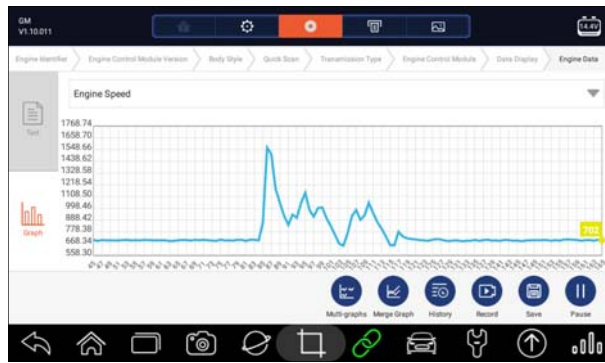 GM
V1.10.011
14.4V
Engine Identifier
Engine Control Module Version
Body Style
Quick Scan
Transmission Type
Engine Control Module
Data Display
Engine Data
Text
Graph
Engine Speed
1768.74
1658.70
1548.66
1438.62
1328.58
1218.54
1108.50
998.46
888.42
778.38
668.34
558.30
702
Multi-graphs
Merge Graph
History
Record
Save
Pause